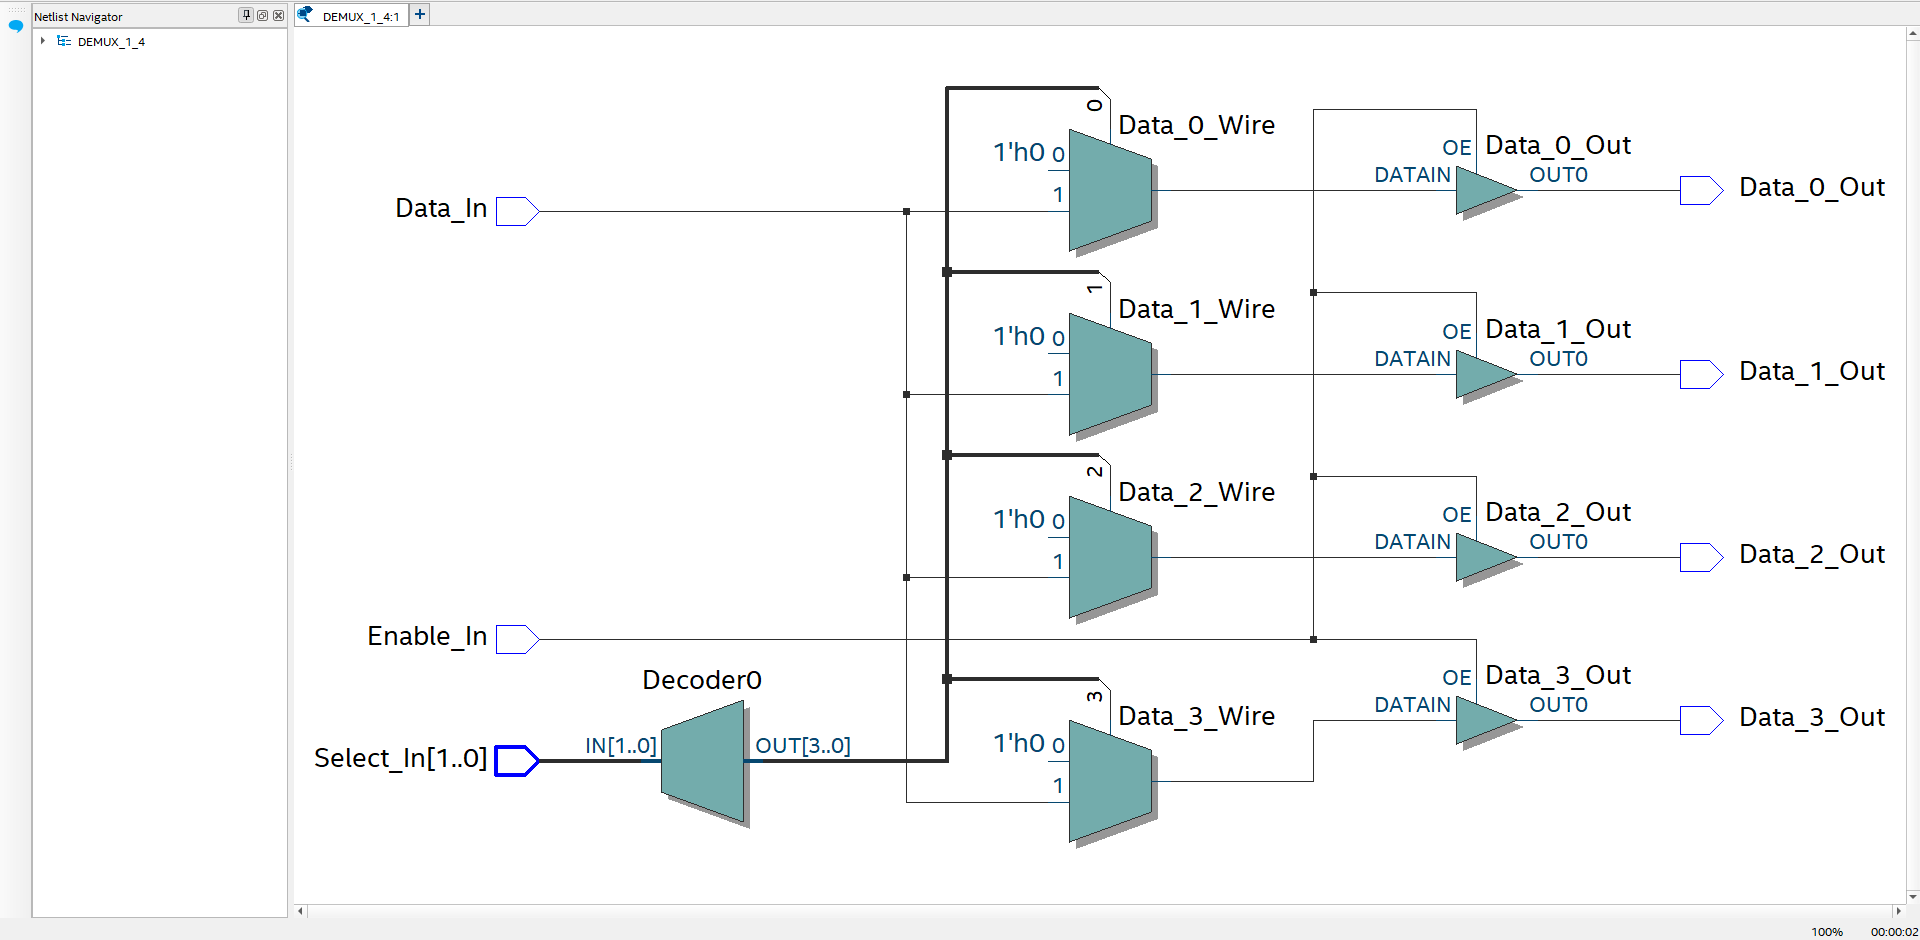 Netlist Navigator
DEMUX_1_4:1
+
DEMUX_1_4
0
Data_0_Wire
1'h0 0
1
OE
Data_0_Out
DATAIN
OUT0
Data_0_Out
Data_In
1
Data_1_Wire
1'h0 0
1
OE
Data_1_Out
DATAIN
OUT0
Data_1_Out
2
Data_2_Wire
1'h0 0
1
OE
Data_2_Out
DATAIN
OUT0
Data_2_Out
Enable_In
Decoder0
3
Data_3_Wire
1'h0 0
1
OE
Data_3_Out
DATAIN
OUT0
Data_3_Out
Select_In[1..0]
IN[1..0]
OUT[3..0]
100%
00:00:02